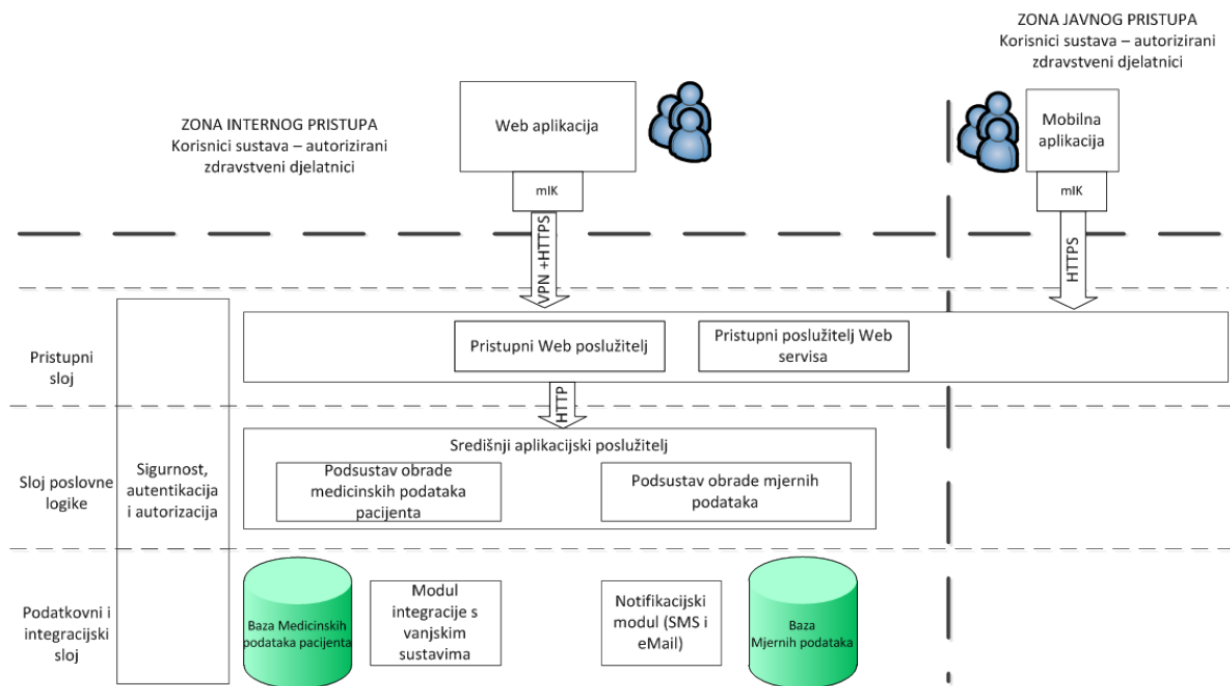 ZONA JAVNOG PRISTUPA
Korisnici sustava – autorizirani
zdravstveni djelatnici
ZONA INTERNOG PRISTUPA
Korisnici sustava – autorizirani
zdravstveni djelatnici
Web aplikacija
mIK
VPN +HTTPS
Mobilna
aplikacija
mIK
HTTPS
Pristupni
sloj
Pristupni Web poslužitelj
Pristupni poslužitelj Web
servisa
HTTP
Sloj poslovne
logike
Sigurnost,
autentikacija
i autorizacija
Središnji aplikacijski poslužitelj
Podsustav obrade
medicinskih podataka
pacijenta
Podsustav obrade mjernih
podataka
Podatkovni i
integracijski
sloj
Baza Medicinskih
podataka pacijenta
Modul
integracije s
vanjskim
sustavima
Notifikacijski
modul (SMS i
eMail)
Baza
Mjernih podataka